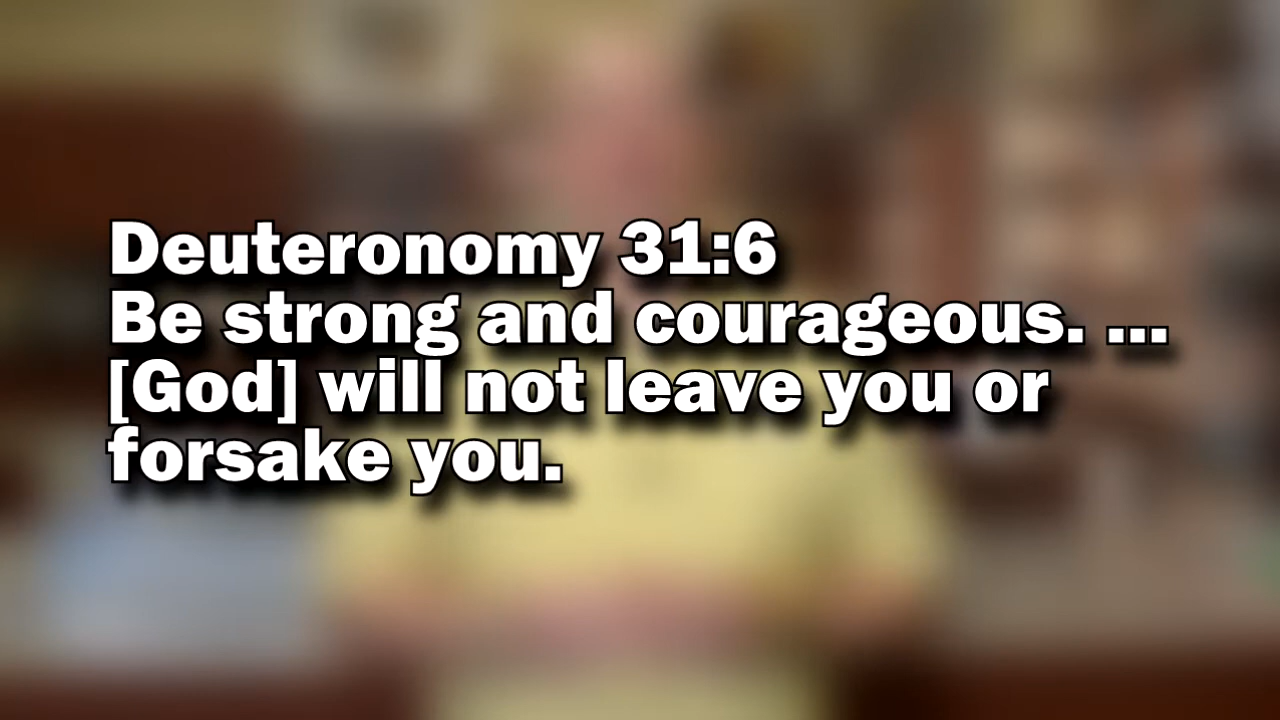 Deuteronomy 31:6
Be strong and courageous. ...
[God] will not leave you or
forsake you.